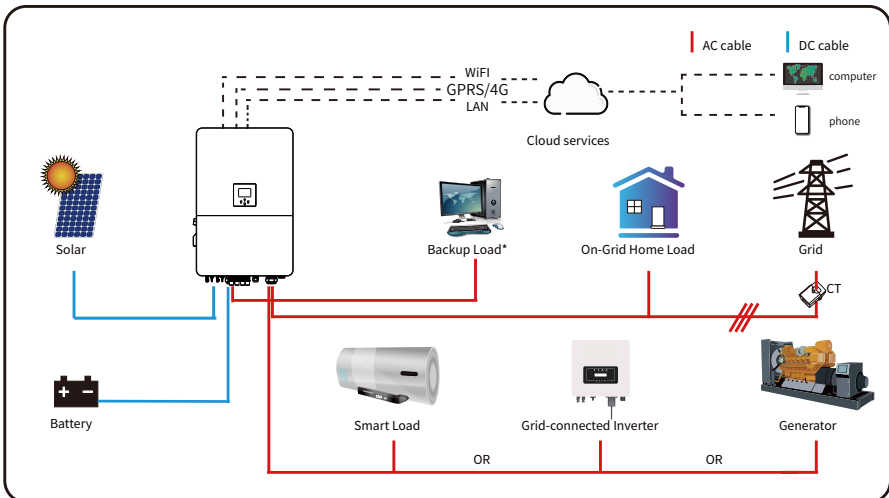 AC cable
DC cable
WiFI
GPRS/4G
LAN
computer
phone
Cloud services
Solar
Backup Load*
On-Grid Home Load
Grid
CT
Battery
Smart Load
Grid-connected Inverter
Generator
OR
OR